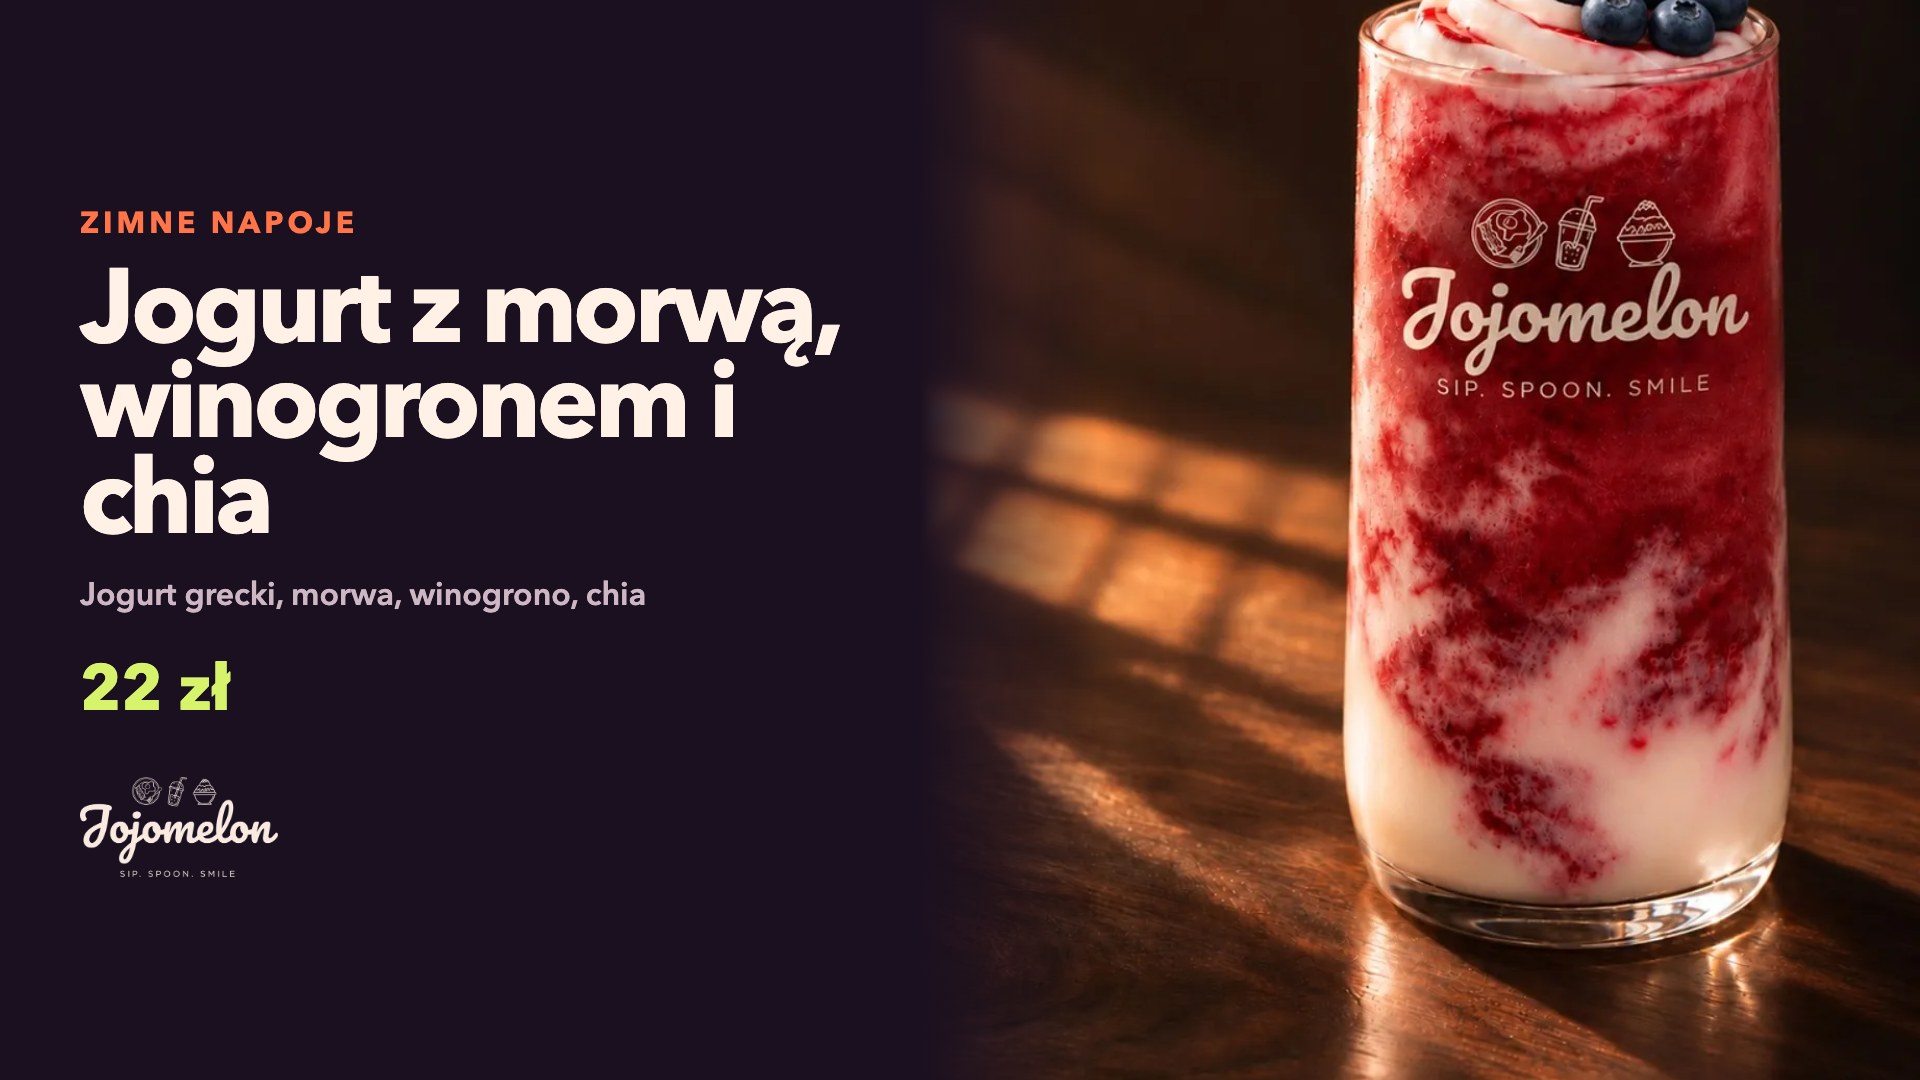 ZIMNE NAPOJE
Jogurt z morwą,
winogronem i
chia
Jogurt grecki, morwa, winogrono, chia
22 zł
Jojomelon
SIP. SPOON. SMILE
Jojomelon
SIP. SPOON. SMILE